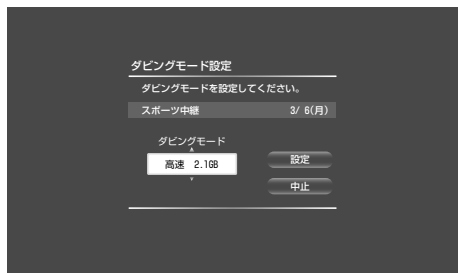 ダビングモード設定
ダビングモードを設定してください。
スポーツ中継 3/ 6(月)
ダビングモード
高速 2.1GB
設定
中止